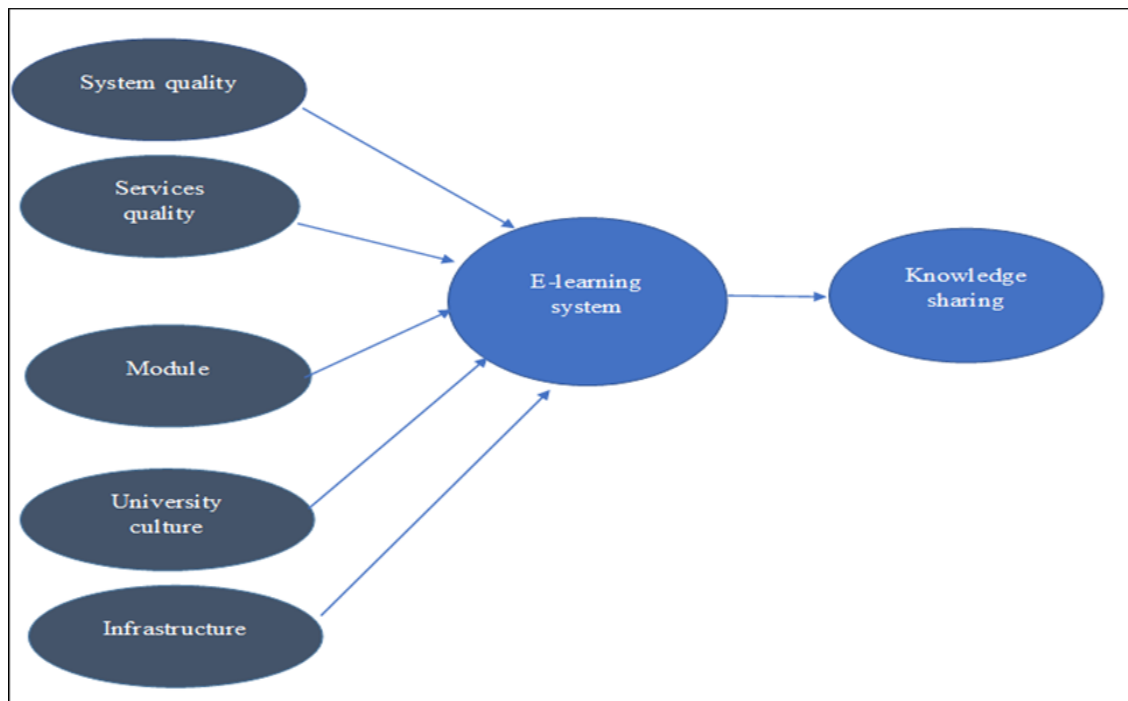 System quality
Services
quality
Module
University
culture
Infrastructure
E-learning
system
Knowledge
sharing